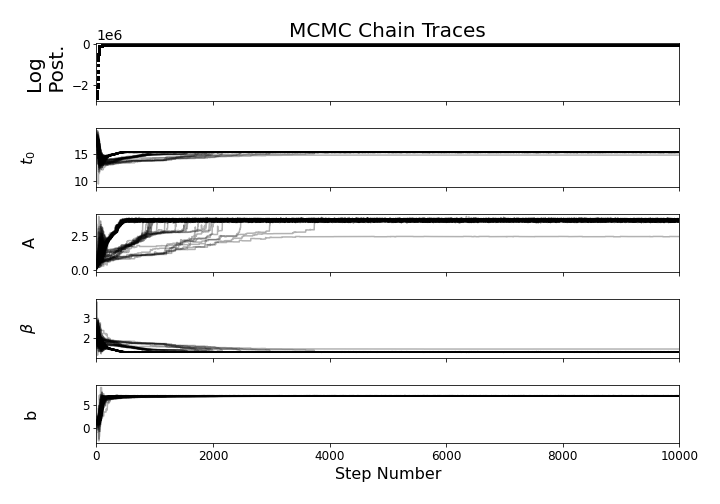 MCMC Chain Traces
1e6
0
−2
Log
Post.
15
10
t₀
2.5
0.0
A
3
2
β
5
0
b
0 2000 4000 6000 8000 10000
Step Number